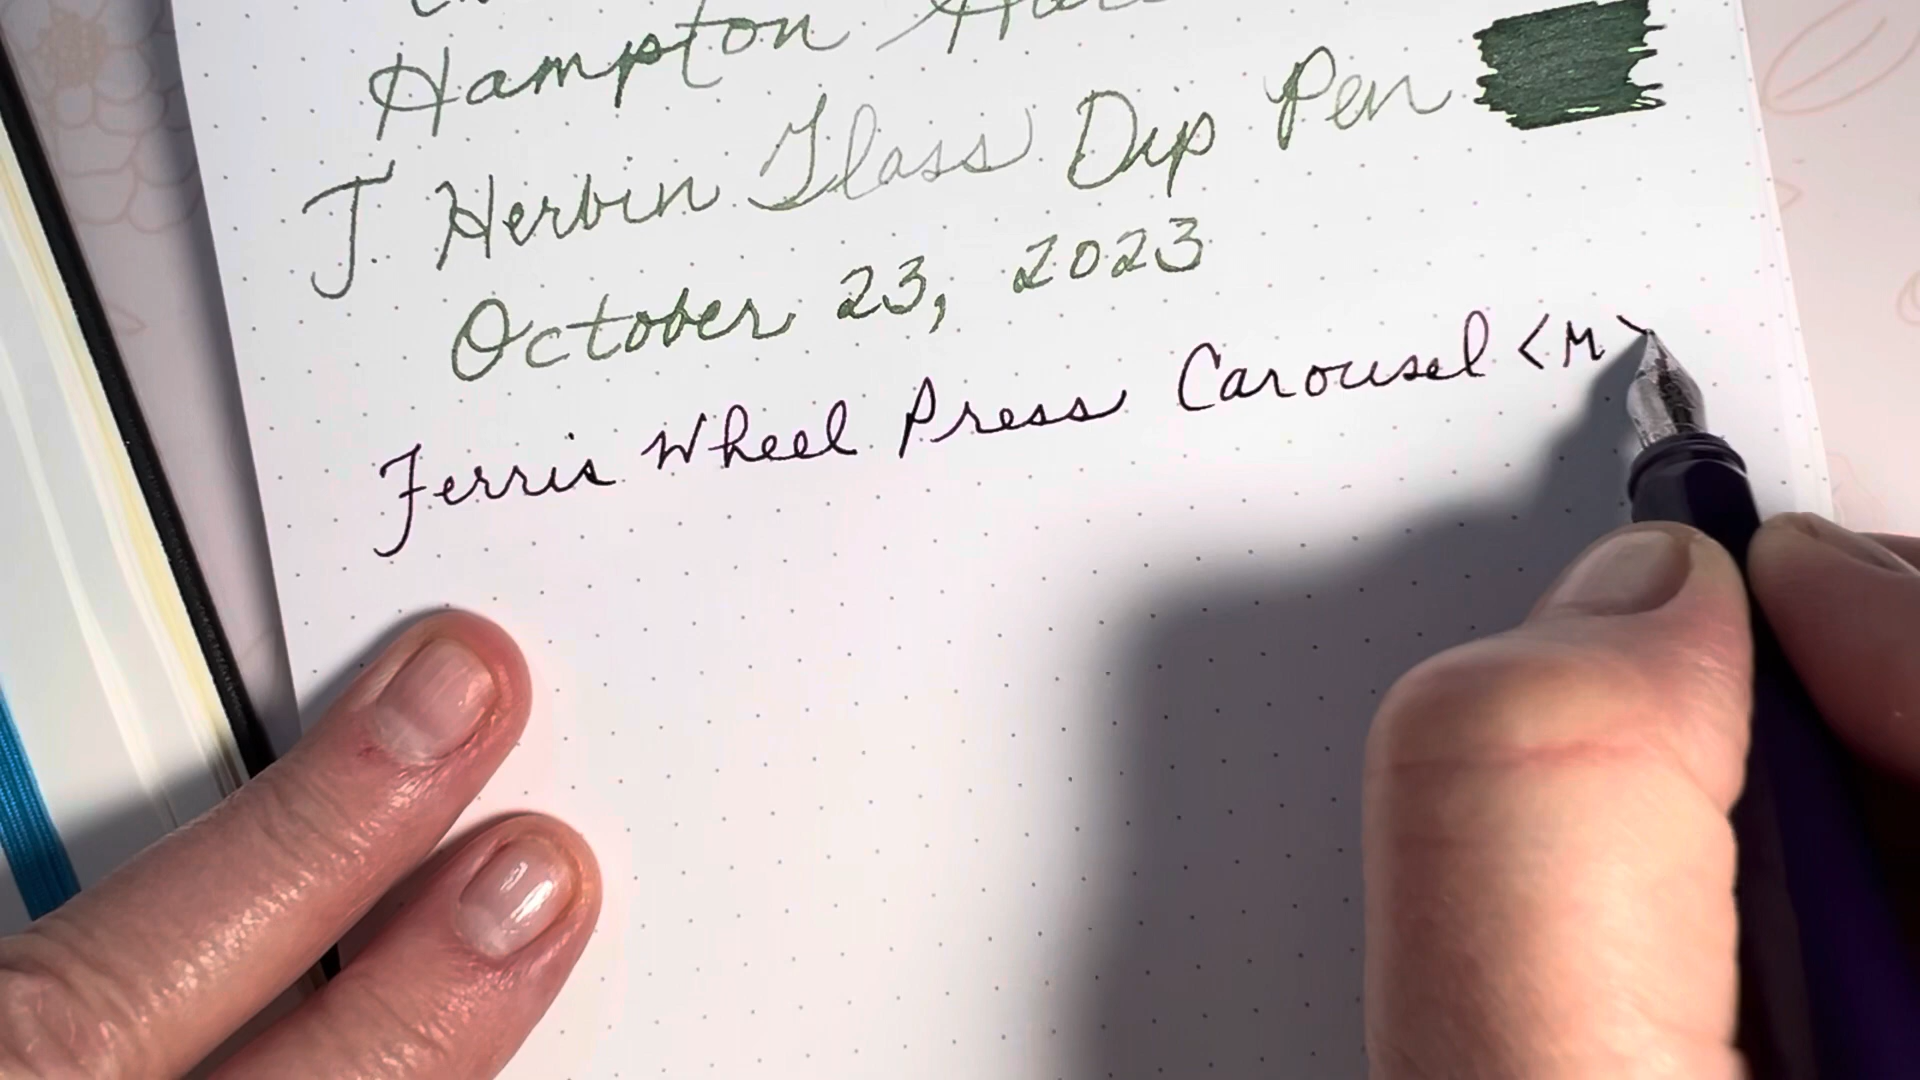 Hampton
J. Herbin Glass Dip Pen
October 23, 2023
Ferris Wheel Press Carousel <M>